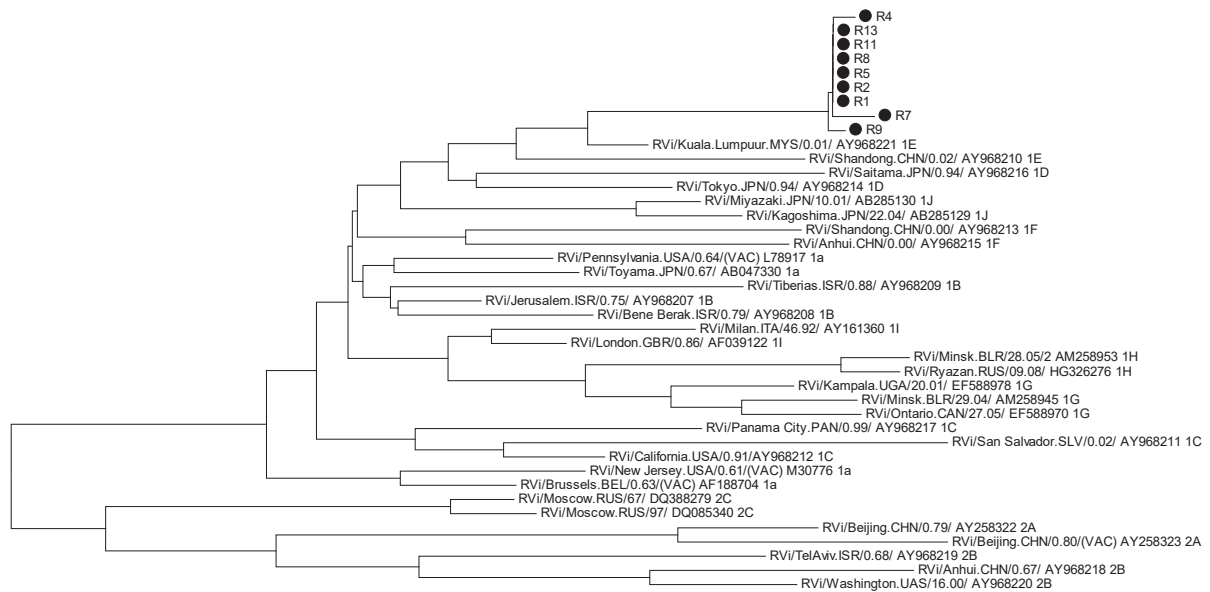 R4
R13
R11
R8
R5
R2
R1
R7
R9
RVi/Kuala.Lumpuur.MYS/0.01/ AY968221 1E
RVi/Shandong.CHN/0.02/ AY968210 1E
RVi/Saitama.JPN/0.94/ AY968216 1D
RVi/Tokyo.JPN/0.94/ AY968214 1D
RVi/Miyazaki.JPN/10.01/ AB285130 1J
RVi/Kagoshima.JPN/22.04/ AB285129 1J
RVi/Shandong.CHN/0.00/ AY968213 1F
RVi/Anhui.CHN/0.00/ AY968215 1F
RVi/Pennsylvania.USA/0.64/(VAC) L78917 1a
RVi/Toyama.JPN/0.67/ AB047330 1a
RVi/Tiberias.ISR/0.88/ AY968209 1B
RVi/Jerusalem.ISR/0.75/ AY968207 1B
RVi/Bene Berak.ISR/0.79/ AY968208 1B
RVi/Milan.ITA/46.92/ AY161360 1I
RVi/London.GBR/0.86/ AF039122 1I
RVi/Minsk.BLR/28.05/2 AM258953 1H
RVi/Ryazan.RUS/09.08/ HG326276 1H
RVi/Kampala.UGA/20.01/ EF588978 1G
RVi/Minsk.BLR/29.04/ AM258945 1G
RVi/Ontario.CAN/27.05/ EF588970 1G
RVi/Panama City.PAN/0.99/ AY968217 1C
RVi/San Salvador.SLV/0.02/ AY968211 1C
RVi/California.USA/0.91/AY968212 1C
RVi/New Jersey.USA/0.61/(VAC) M30776 1a
RVi/Brussels.BEL/0.63/(VAC) AF188704 1a
RVi/Moscow.RUS/67/ DQ388279 2C
RVi/Moscow.RUS/97/ DQ085340 2C
RVi/Beijing.CHN/0.79/ AY258322 2A
RVi/Beijing.CHN/0.80/(VAC) AY258323 2A
RVi/TelAviv.ISR/0.68/ AY968219 2B
RVi/Anhui.CHN/0.67/ AY968218 2B
RVi/Washington.UAS/16.00/ AY968220 2B